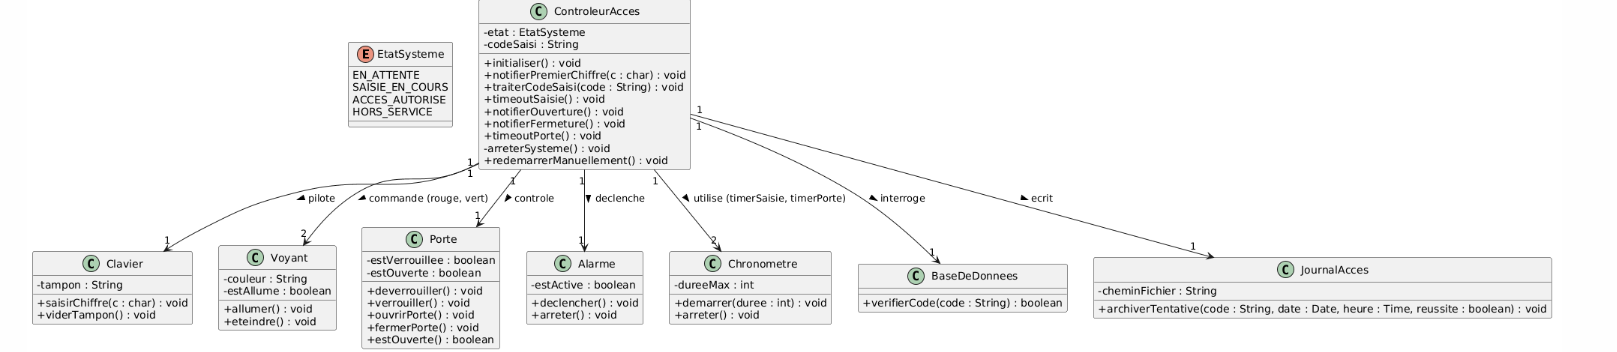 C ControleurAcces
-etat : EtatSysteme
-codeSaisi : String
+initialiser() : void
+notifierPremierChiffre(c : char) : void
+traiterCodeSaisi(code : String) : void
+timeoutSaisie() : void
+notifierOuverture() : void
+notifierFermeture() : void
+timeoutPorte() : void
-arreterSysteme() : void
+redemarrerManuellement() : void
E EtatSysteme
EN_ATTENTE
SAISIE_EN_COURS
ACCES_AUTORISE
HORS_SERVICE
1
1
1
1
1
1
1
pilote
commande (rouge, vert)
controle
declenche
utilise (timerSaisie, timerPorte)
interroge
ecrit
1
2
1
1
2
1
1
C Clavier
-tampon : String
+saisirChiffre(c : char) : void
+viderTampon() : void
C Voyant
-couleur : String
-estAllume : boolean
+allumer() : void
+eteindre() : void
C Porte
-estVerrouillee : boolean
-estOuverte : boolean
+deverrouiller() : void
+verrouiller() : void
+ouvrirPorte() : void
+fermerPorte() : void
+estOuverte() : boolean
C Alarme
-estActive : boolean
+declencher() : void
+arreter() : void
C Chronometre
-dureeMax : int
+demarrer(duree : int) : void
+arreter() : void
C BaseDeDonnees
+verifierCode(code : String) : boolean
C JournalAcces
-cheminFichier : String
+archiverTentative(code : String, date : Date, heure : Time, reussite : boolean) : void